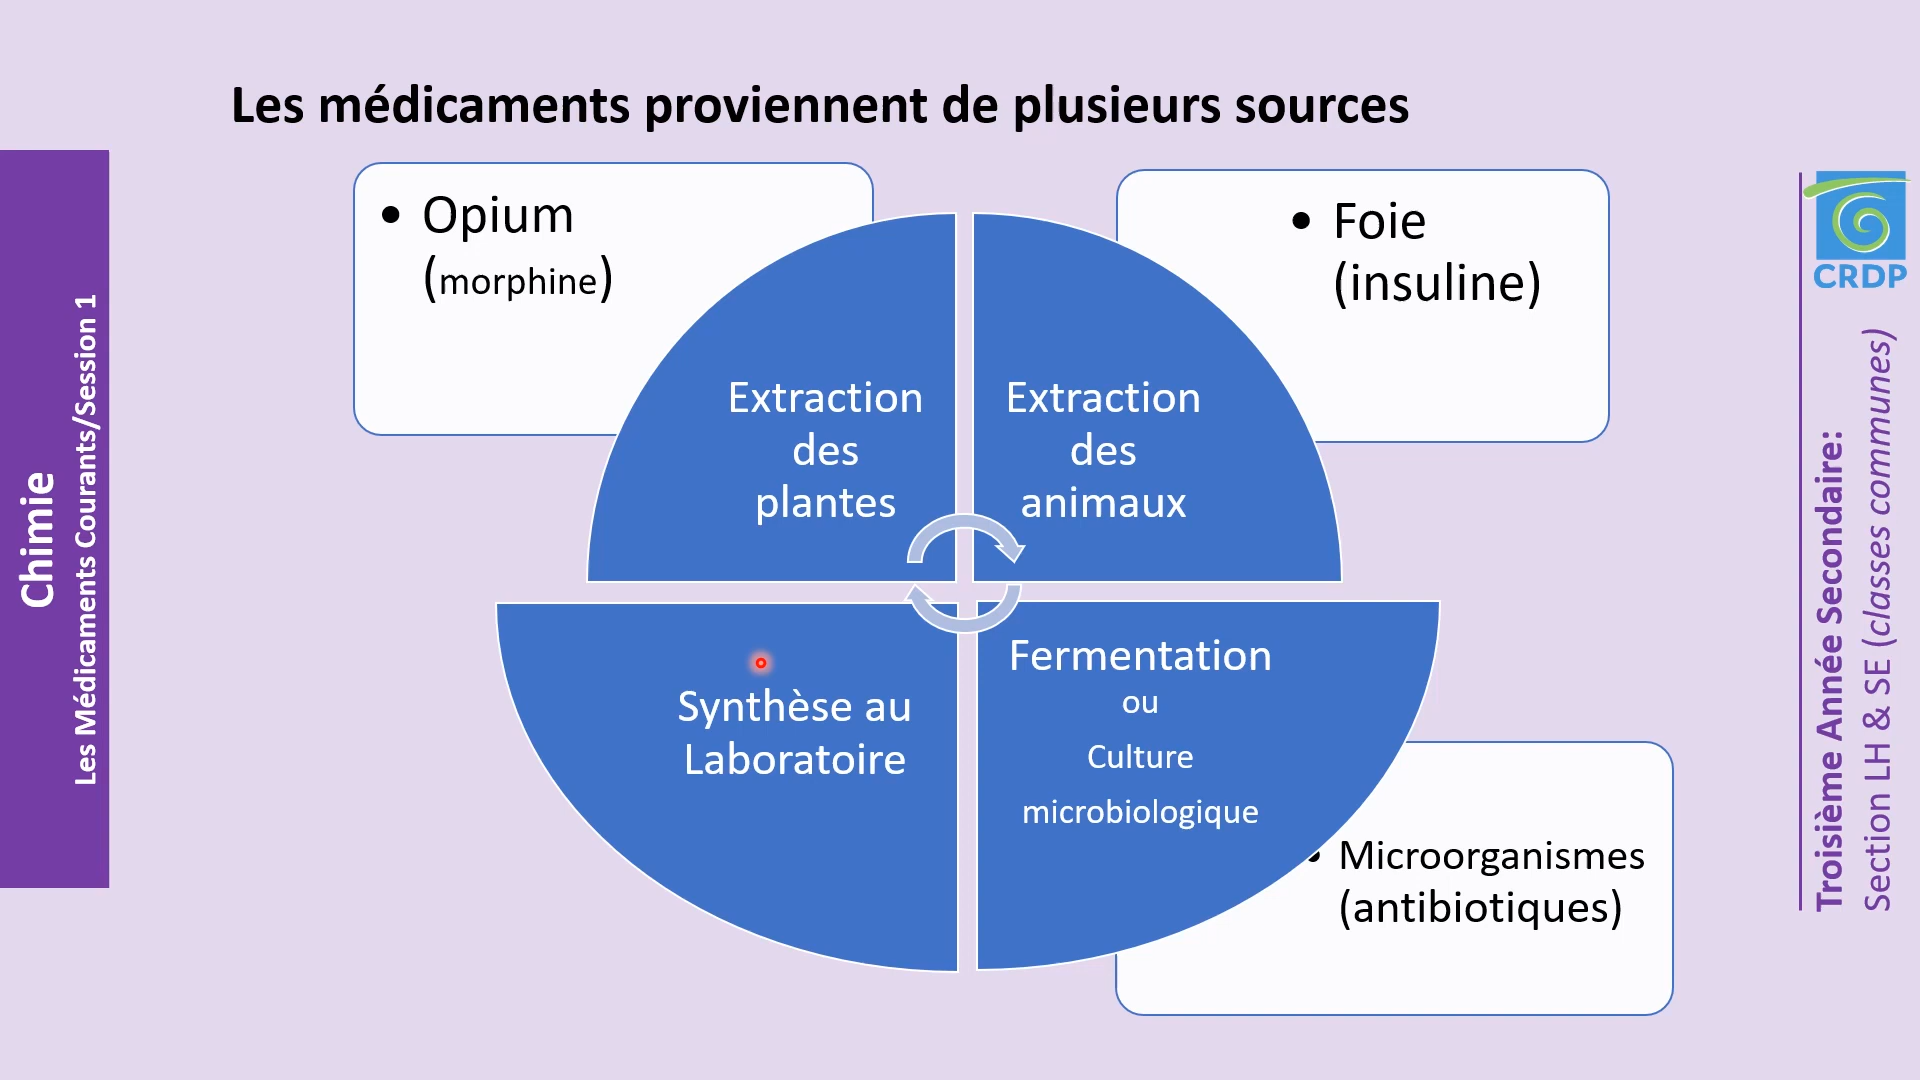 Les médicaments proviennent de plusieurs sources
• Opium
(morphine)
• Foie
(insuline)
Extraction
des
plantes
Extraction
des
animaux
Synthèse au
Laboratoire
Fermentation
ou
Culture
microbiologique
• Microorganismes
(antibiotiques)
Chimie
Les Médicaments Courants/Session 1
CRDP
Troisième Année Secondaire:
Section LH & SE (classes communes)